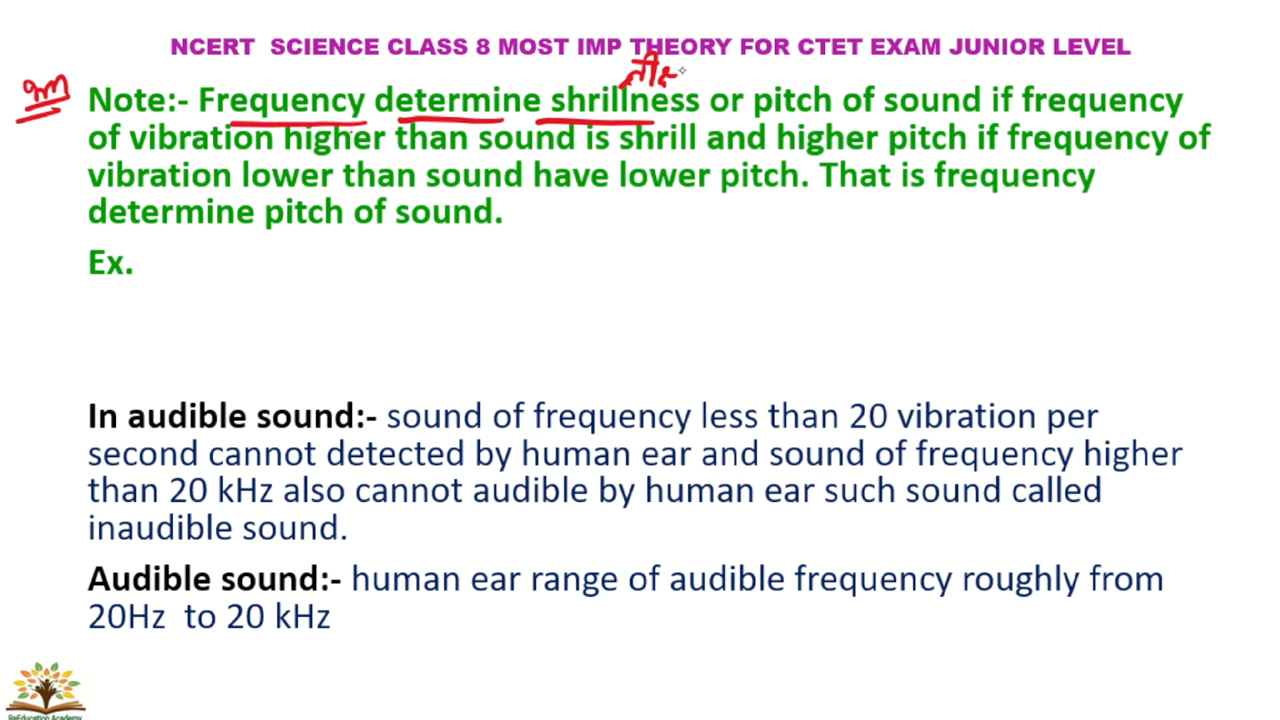 NCERT SCIENCE CLASS 8 MOST IMP THEORY FOR CTET EXAM JUNIOR LEVEL
Note:- Frequency determine shrillness or pitch of sound if frequency
of vibration higher than sound is shrill and higher pitch if frequency of
vibration lower than sound have lower pitch. That is frequency
determine pitch of sound.
Ex.
In audible sound:- sound of frequency less than 20 vibration per
second cannot detected by human ear and sound of frequency higher
than 20 kHz also cannot audible by human ear such sound called
inaudible sound.
Audible sound:- human ear range of audible frequency roughly from
20Hz to 20 kHz